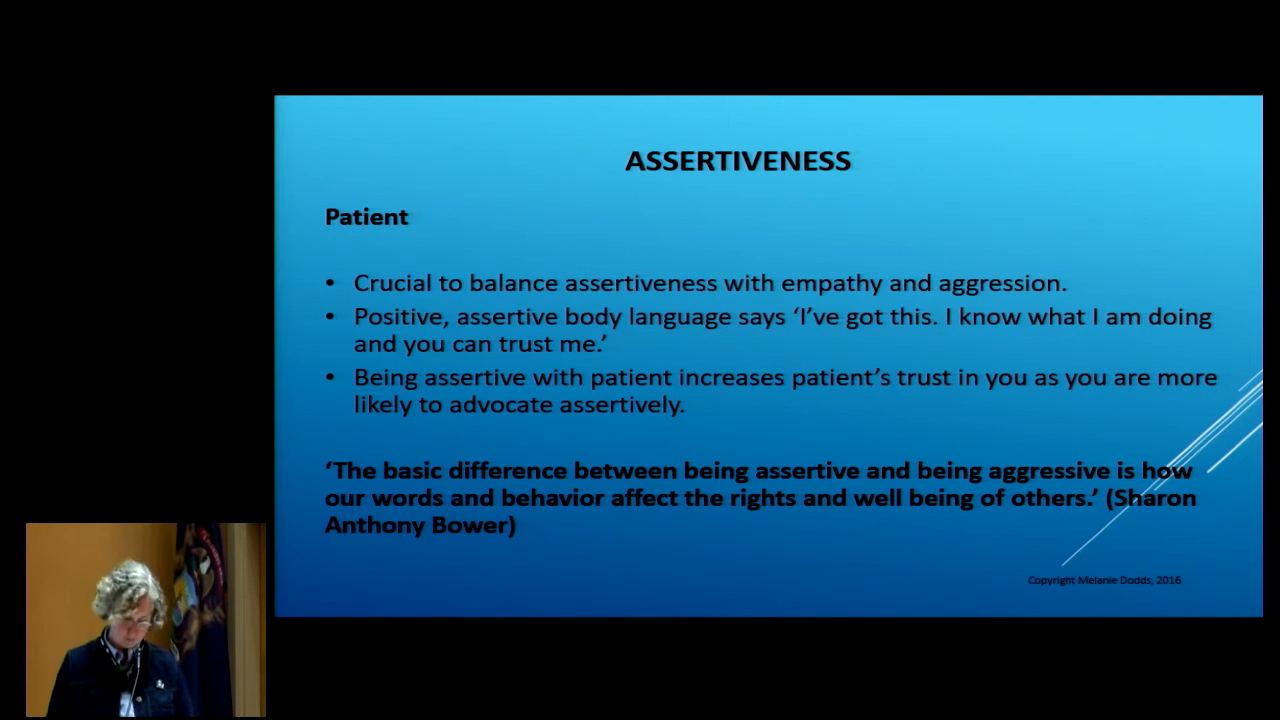 ASSERTIVENESS
Patient
• Crucial to balance assertiveness with empathy and aggression.
• Positive, assertive body language says ‘I’ve got this. I know what I am doing
and you can trust me.’
• Being assertive with patient increases patient’s trust in you as you are more
likely to advocate assertively.
‘The basic difference between being assertive and being aggressive is how
our words and behavior affect the rights and well being of others.’ (Sharon
Anthony Bower)
Copyright Melanie Dodds, 2016